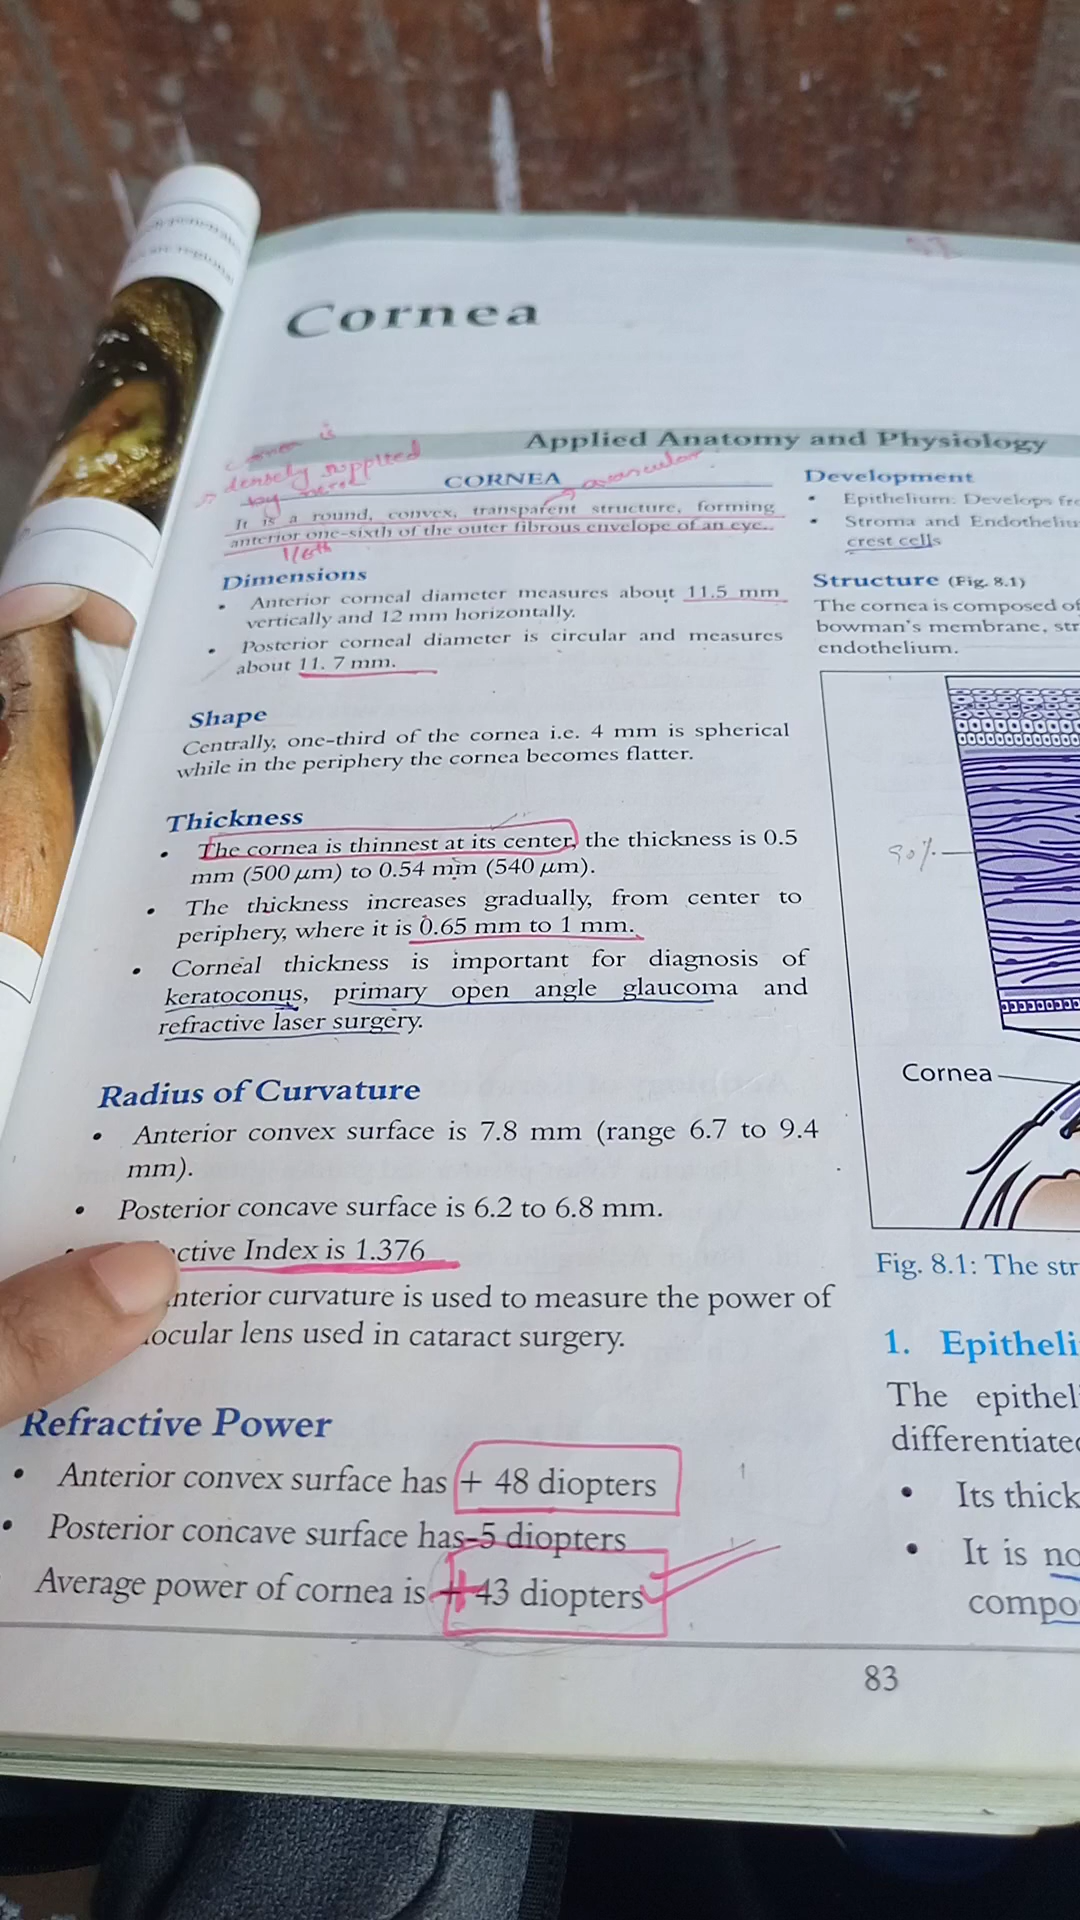 Cornea
Applied Anatomy and Physiology
is
densely supplied
by
avascular
CORNEA
It is a round, convex, transparent structure, forming
anterior one-sixth of the outer fibrous envelope of an eye.
1/6th
Dimensions
• Anterior corneal diameter measures about 11.5 mm
vertically and 12 mm horizontally.
• Posterior corneal diameter is circular and measures
about 11. 7 mm.
Shape
Centrally, one-third of the cornea i.e. 4 mm is spherical
while in the periphery the cornea becomes flatter.
Thickness
• The cornea is thinnest at its center, the thickness is 0.5
mm (500 μm) to 0.54 mm (540 μm).
• The thickness increases gradually, from center to
periphery, where it is 0.65 mm to 1 mm.
• Corneal thickness is important for diagnosis of
keratoconus, primary open angle glaucoma and
refractive laser surgery.
Radius of Curvature
• Anterior convex surface is 7.8 mm (range 6.7 to 9.4
mm).
• Posterior concave surface is 6.2 to 6.8 mm.
ctive Index is 1.376
nterior curvature is used to measure the power of
ocular lens used in cataract surgery.
Refractive Power
• Anterior convex surface has + 48 diopters
• Posterior concave surface has-5 diopters
Average power of cornea is + 43 diopters
Development
• Epithelium: Develops fr
• Stroma and Endotheliu
crest cells
Structure (Fig. 8.1)
The cornea is composed of
bowman's membrane, str
endothelium.
90%
Cornea
Fig. 8.1: The str
1. Epitheli
The epithel
differentiated
• Its thick
• It is no
compo
83